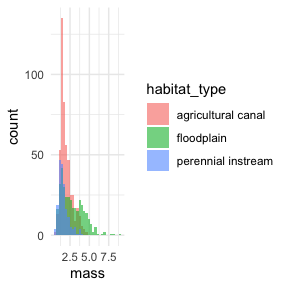 100
50
0
count
2.5 5.0 7.5
mass
habitat_type
agricultural canal
floodplain
perennial instream